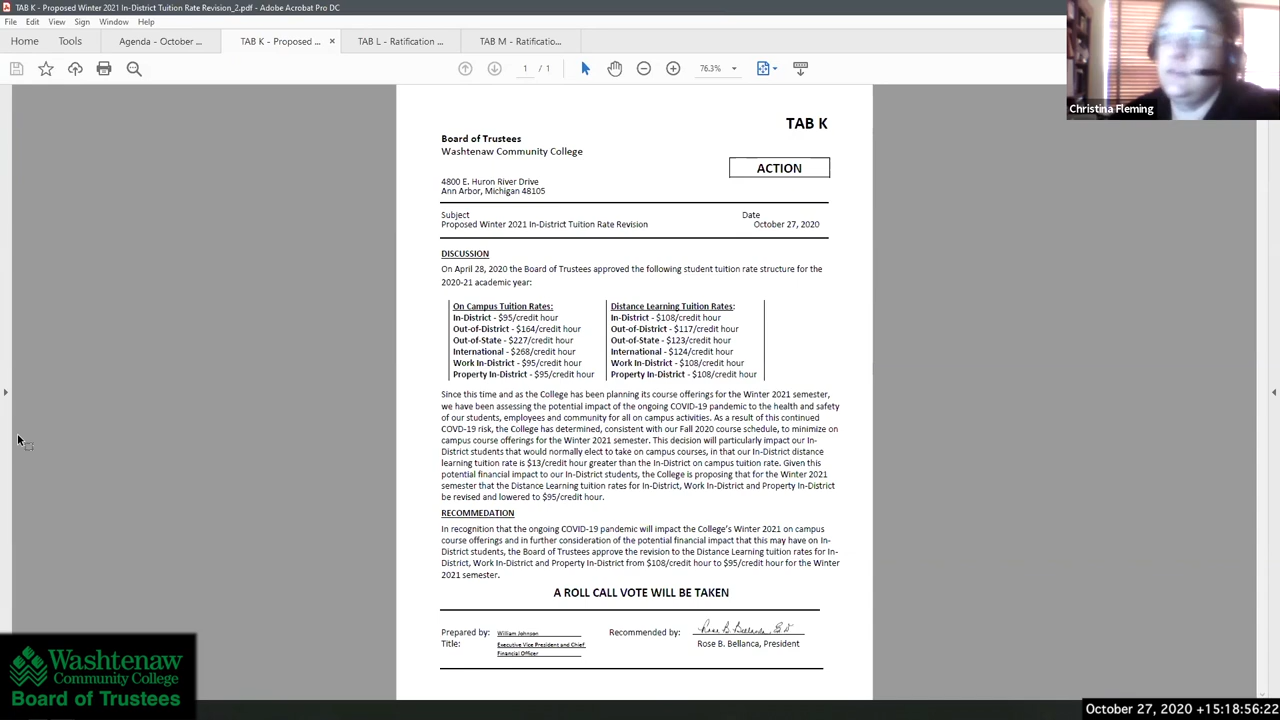 TAB K - Proposed Winter 2021 In-District Tuition Rate Revision_2.pdf - Adobe Acrobat Pro DC
File Edit View Sign Window Help
Home Tools Agenda - October ... TAB K - Proposed ... × TAB L - Ratif... TAB M - Ratificatio...
1 / 1 76.3%
Christina Fleming
TAB K
Board of Trustees
Washtenaw Community College
ACTION
4800 E. Huron River Drive
Ann Arbor, Michigan 48105
Subject Date
Proposed Winter 2021 In-District Tuition Rate Revision October 27, 2020
DISCUSSION
On April 28, 2020 the Board of Trustees approved the following student tuition rate structure for the
2020-21 academic year:
On Campus Tuition Rates:
In-District - $95/credit hour
Out-of-District - $164/credit hour
Out-of-State - $227/credit hour
International - $268/credit hour
Work In-District - $95/credit hour
Property In-District - $95/credit hour
Distance Learning Tuition Rates:
In-District - $108/credit hour
Out-of-District - $117/credit hour
Out-of-State - $123/credit hour
International - $124/credit hour
Work In-District - $108/credit hour
Property In-District - $108/credit hour
Since this time and as the College has been planning its course offerings for the Winter 2021 semester,
we have been assessing the potential impact of the ongoing COVID-19 pandemic to the health and safety
of our students, employees and community for all on campus activities. As a result of this continued
COVD-19 risk, the College has determined, consistent with our Fall 2020 course schedule, to minimize on
campus course offerings for the Winter 2021 semester. This decision will particularly impact our In-
District students that would normally elect to take on campus courses, in that our In-District distance
learning tuition rate is $13/credit hour greater than the In-District on campus tuition rate. Given this
potential financial impact to our In-District students, the College is proposing that for the Winter 2021
semester that the Distance Learning tuition rates for In-District, Work In-District and Property In-District
be revised and lowered to $95/credit hour.
RECOMMEDATION
In recognition that the ongoing COVID-19 pandemic will impact the College's Winter 2021 on campus
course offerings and in further consideration of the potential financial impact that this may have on In-
District students, the Board of Trustees approve the revision to the Distance Learning tuition rates for In-
District, Work In-District and Property In-District from $108/credit hour to $95/credit hour for the Winter
2021 semester.
A ROLL CALL VOTE WILL BE TAKEN
Prepared by: William Johnson Recommended by: Rose B. Bellanca, Ed.D
Title: Executive Vice President and Chief Rose B. Bellanca, President
Financial Officer
Washtenaw
Community College
Board of Trustees
October 27, 2020 +15:18:56:22